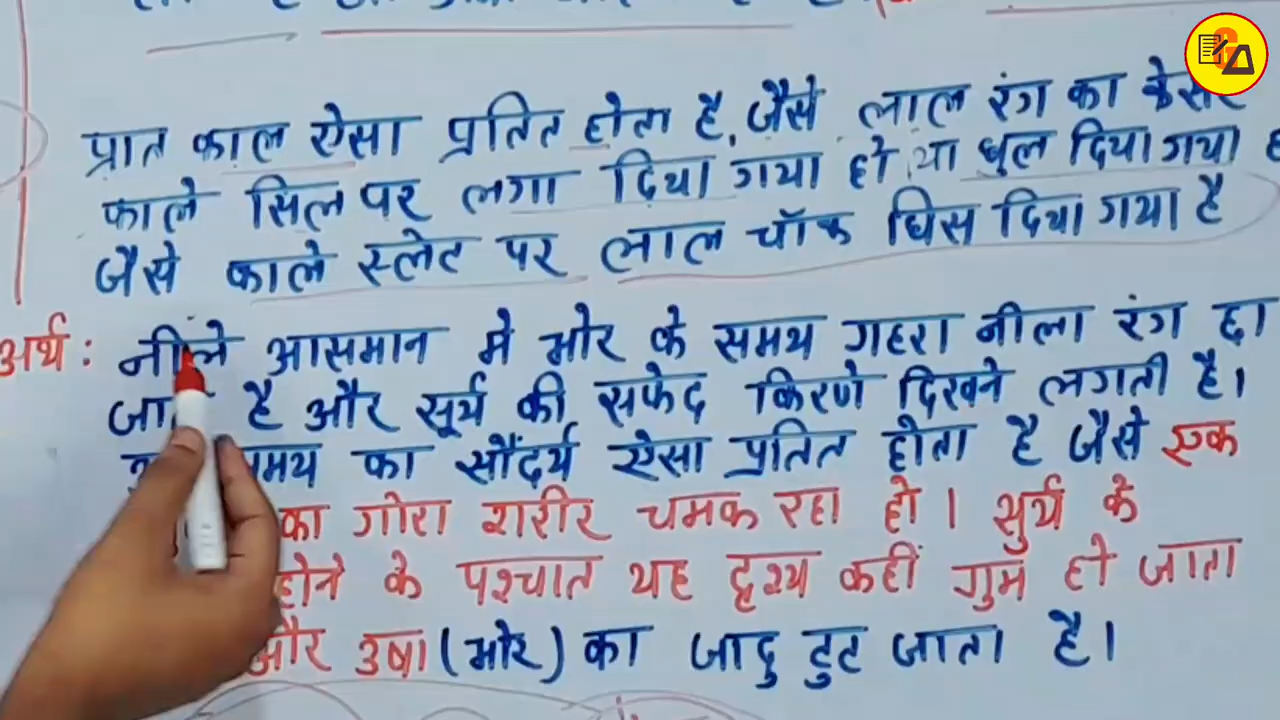 प्रात काल ऐसा प्रतित होता है, जैसे लाल रंग का केसर
काले सिल पर लगा दिया गया हो या धुल दिया गया
जैसे काले स्लेट पर लाल चॉक घिस दिया गया है
अर्थ : नीले आसमान मे भोर के समय गहरा नीला रंग छा
है और सूर्य की सफेद किरणे दिखने लगती है।
का सौंदर्य ऐसा प्रतित होता है जैसे एक
का गोरा शरीर चमक रहा हो । सुर्य के
होने के पश्चात यह दृश्य कहीं गुम हो जाता
और उषा (भोर) का जादु टुट जाता है।